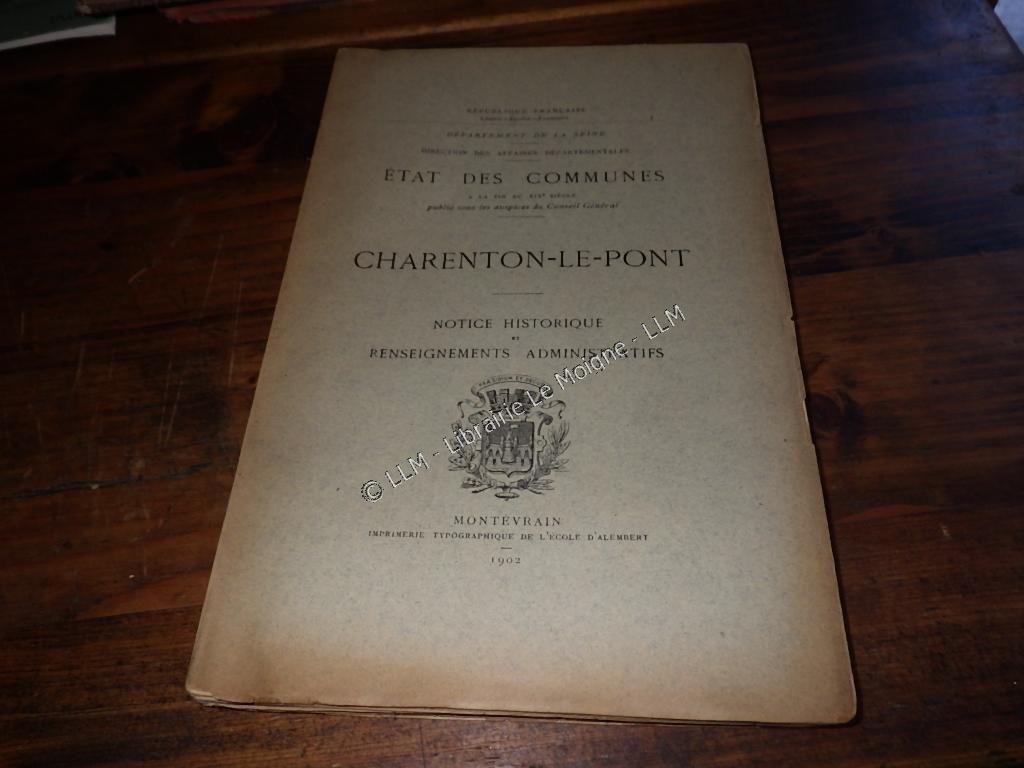 RÉPUBLIQUE FRANÇAISE
Liberté - Égalité - Fraternité
DÉPARTEMENT DE LA SEINE
DIRECTION DES AFFAIRES DÉPARTEMENTALES
ÉTAT DES COMMUNES
A LA FIN DU XIXe SIÈCLE
publié sous les auspices du Conseil Général
CHARENTON-LE-PONT
NOTICE HISTORIQUE
ET
RENSEIGNEMENTS ADMINISTRATIFS
© LLM - Librairie Le Moigne - LLM
MONTÉVRAIN
IMPRIMERIE TYPOGRAPHIQUE DE L'ÉCOLE D'ALEMBERT
1902